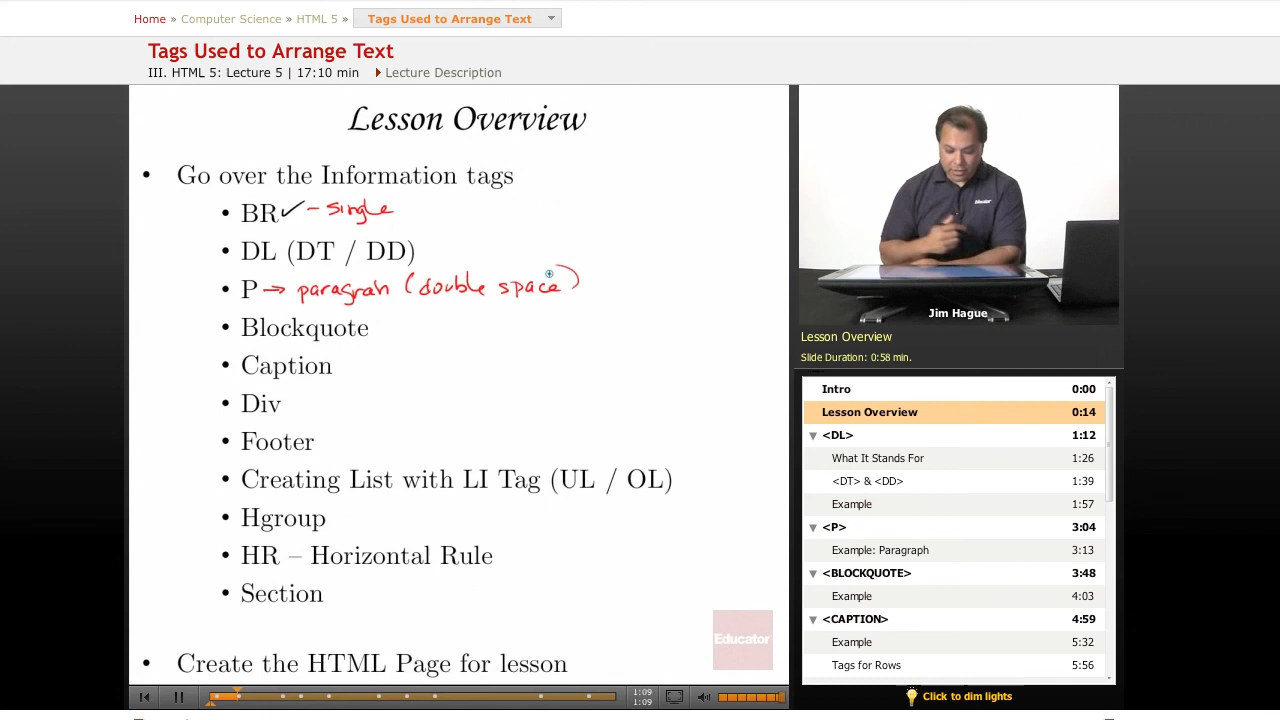 Home » Computer Science » HTML 5 » Tags Used to Arrange Text
Tags Used to Arrange Text
III. HTML 5: Lecture 5 | 17:10 min Lecture Description
Lesson Overview
• Go over the Information tags
• BR ✓ – single
• DL (DT / DD)
• P → paragrah (double space)
• Blockquote
• Caption
• Div
• Footer
• Creating List with LI Tag (UL / OL)
• Hgroup
• HR – Horizontal Rule
• Section
Educator
• Create the HTML Page for lesson
1:09
1:09
Educator
Jim Hague
Lesson Overview
Slide Duration: 0:58 min.
Intro 0:00
Lesson Overview 0:14
<DL> 1:12
What It Stands For 1:26
<DT> & <DD> 1:39
Example 1:57
<P> 3:04
Example: Paragraph 3:13
<BLOCKQUOTE> 3:48
Example 4:03
<CAPTION> 4:59
Example 5:32
Tags for Rows 5:56
Click to dim lights